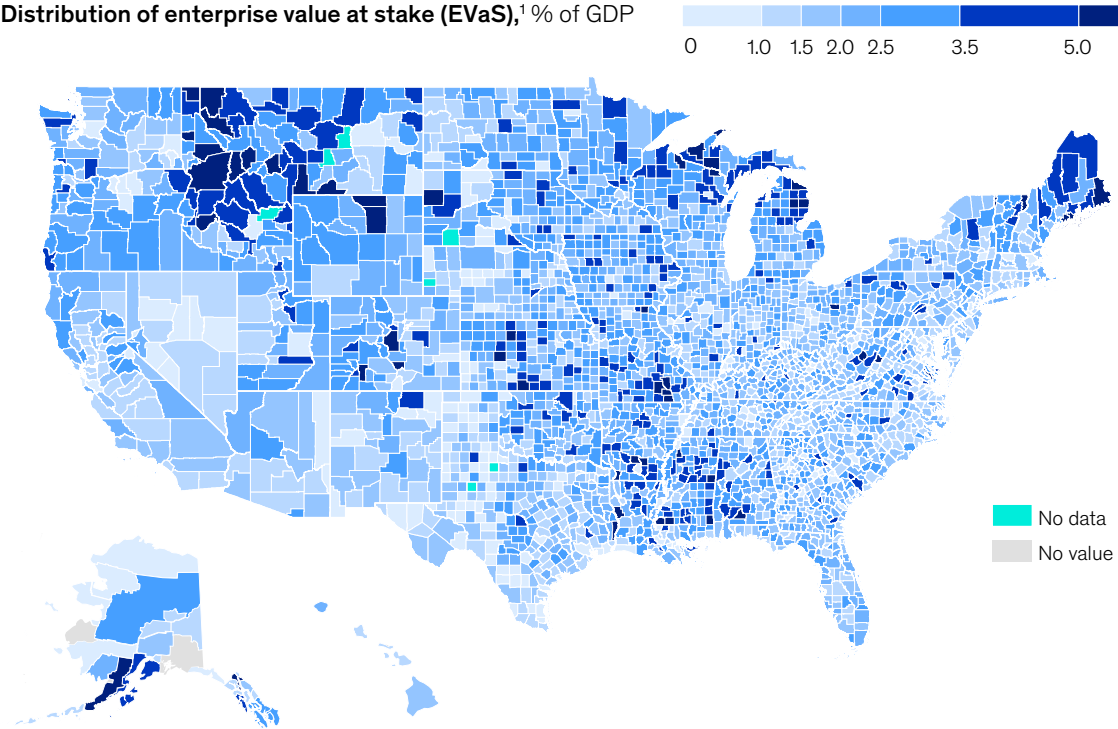 Distribution of enterprise value at stake (EVaS),¹ % of GDP
0 1.0 1.5 2.0 2.5 3.5 5.0
No data
No value